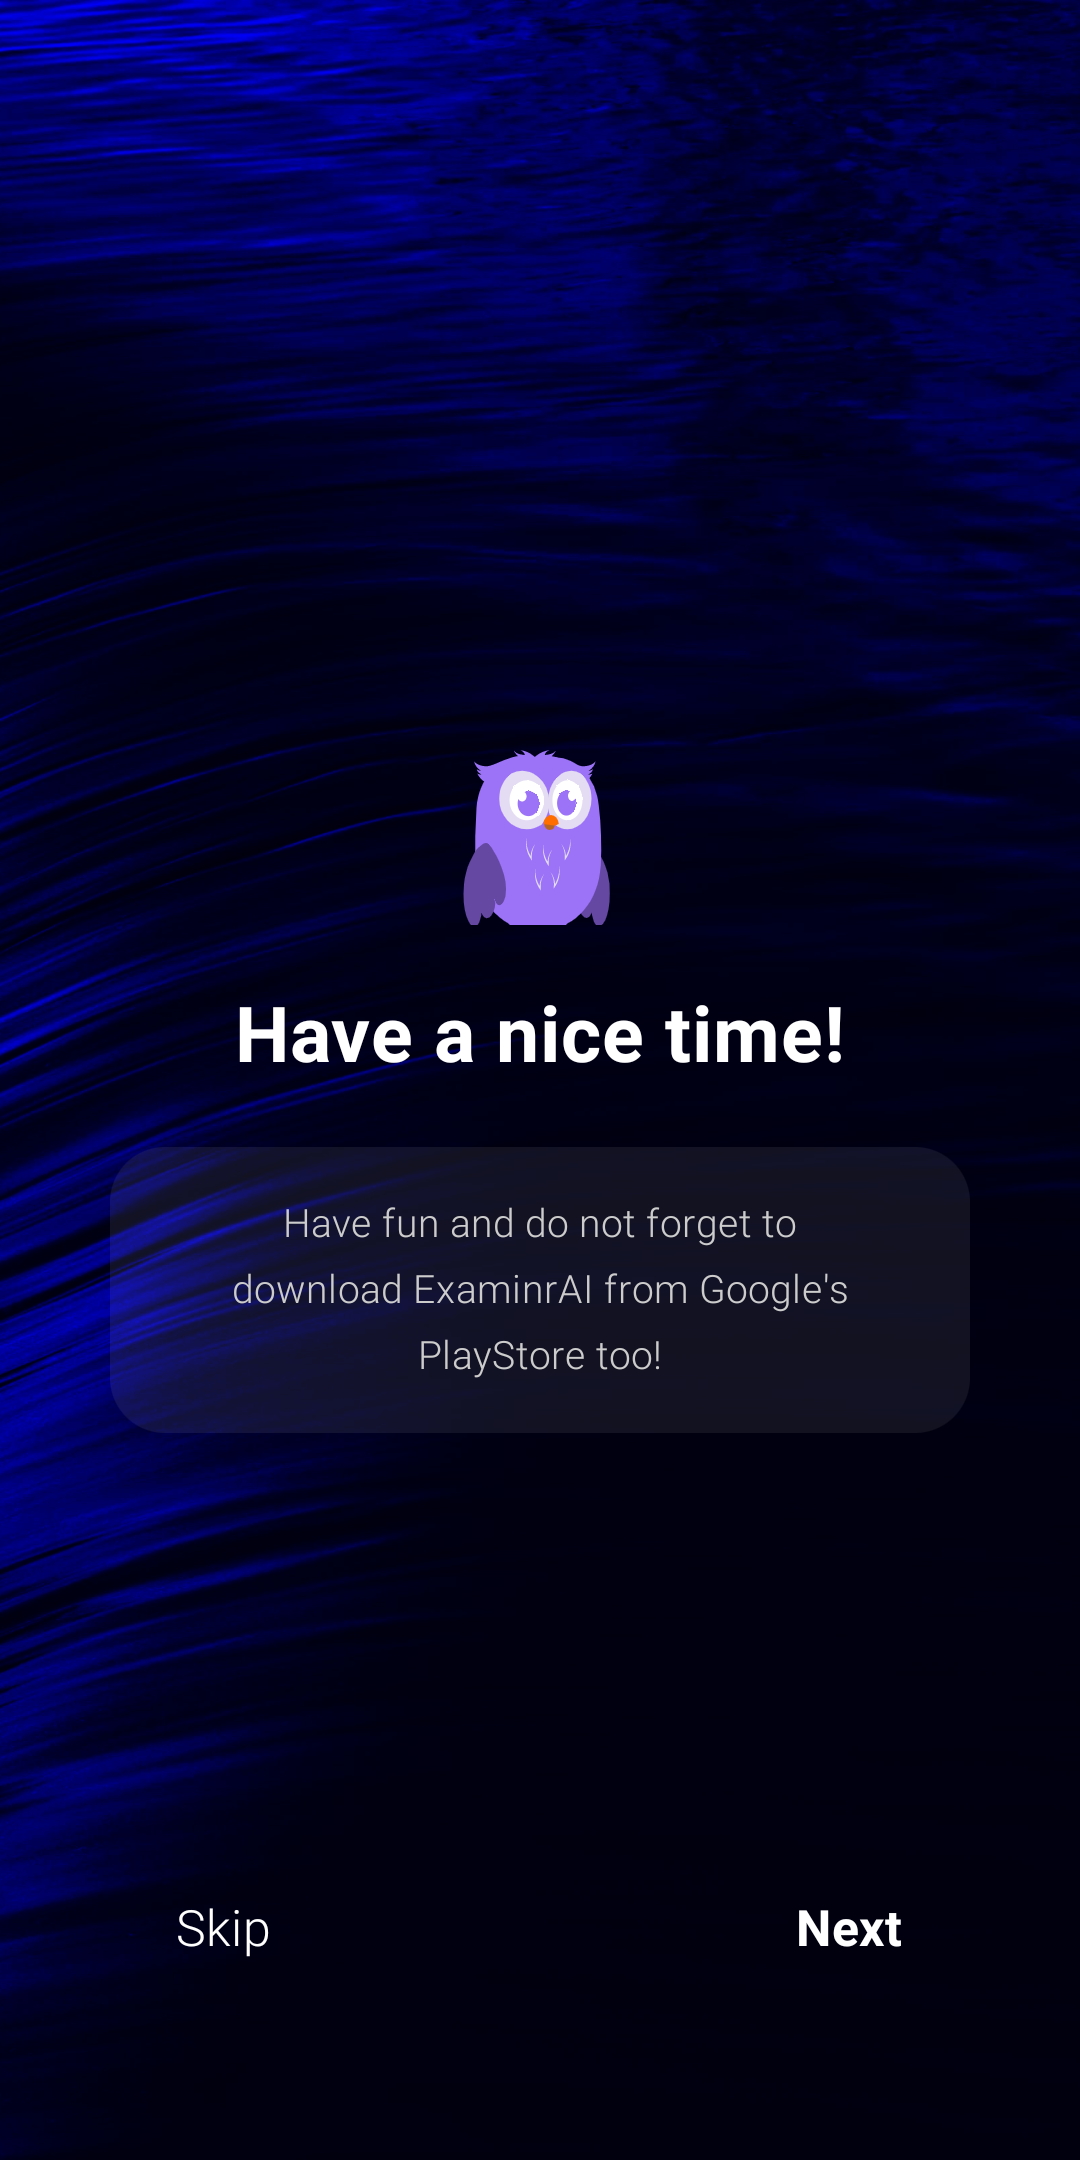 Have a nice time!
Have fun and do not forget to
download ExaminrAI from Google's
PlayStore too!
Skip
Next